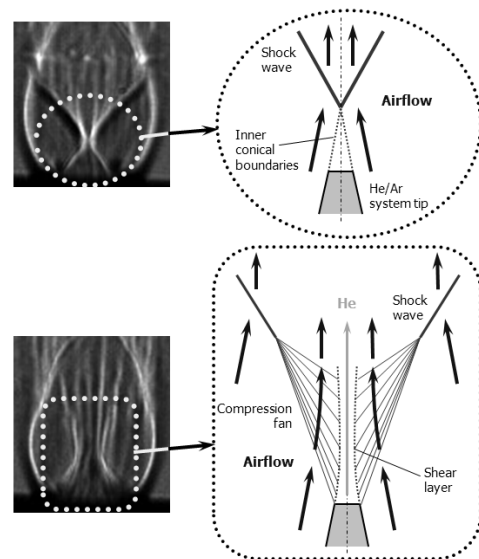 Shock
wave
Airflow
Inner
conical
boundaries
He/Ar
system tip
He
Shock
wave
Compression
fan
Airflow
Shear
layer